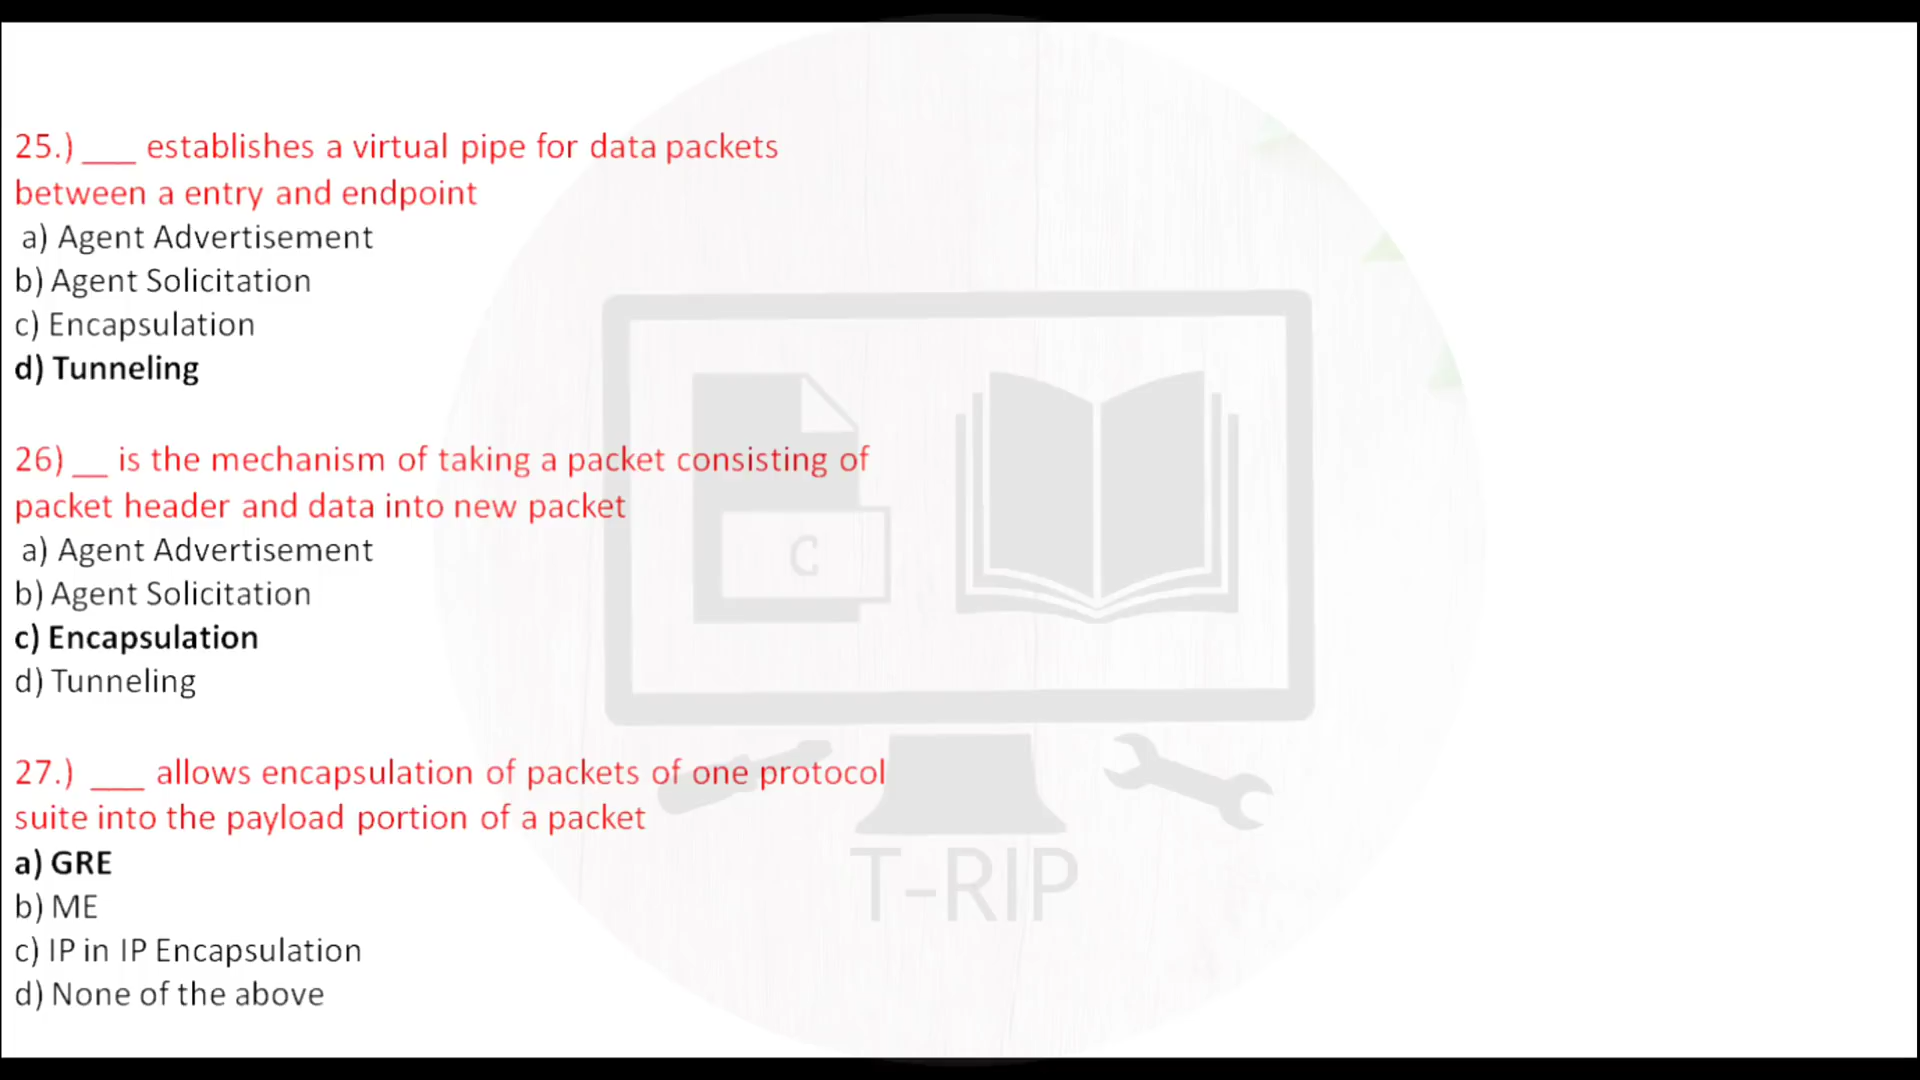 25.) ___ establishes a virtual pipe for data packets
between a entry and endpoint
a) Agent Advertisement
b) Agent Solicitation
c) Encapsulation
d) Tunneling
26) __ is the mechanism of taking a packet consisting of
packet header and data into new packet
a) Agent Advertisement
b) Agent Solicitation
c) Encapsulation
d) Tunneling
27.) ___ allows encapsulation of packets of one protocol
suite into the payload portion of a packet
a) GRE
b) ME
c) IP in IP Encapsulation
d) None of the above
C
T-RIP